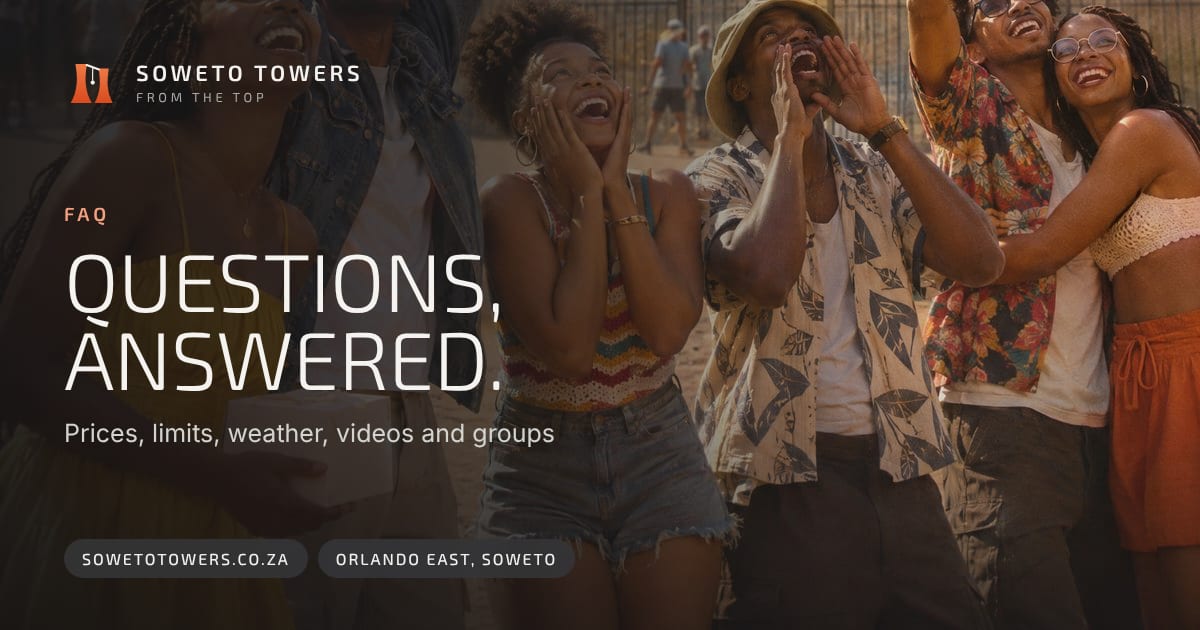 SOWETO TOWERS
FROM THE TOP
FAQ
QUESTIONS,
ANSWERED.
Prices, limits, weather, videos and groups
SOWETOTOWERS.CO.ZA
ORLANDO EAST, SOWETO